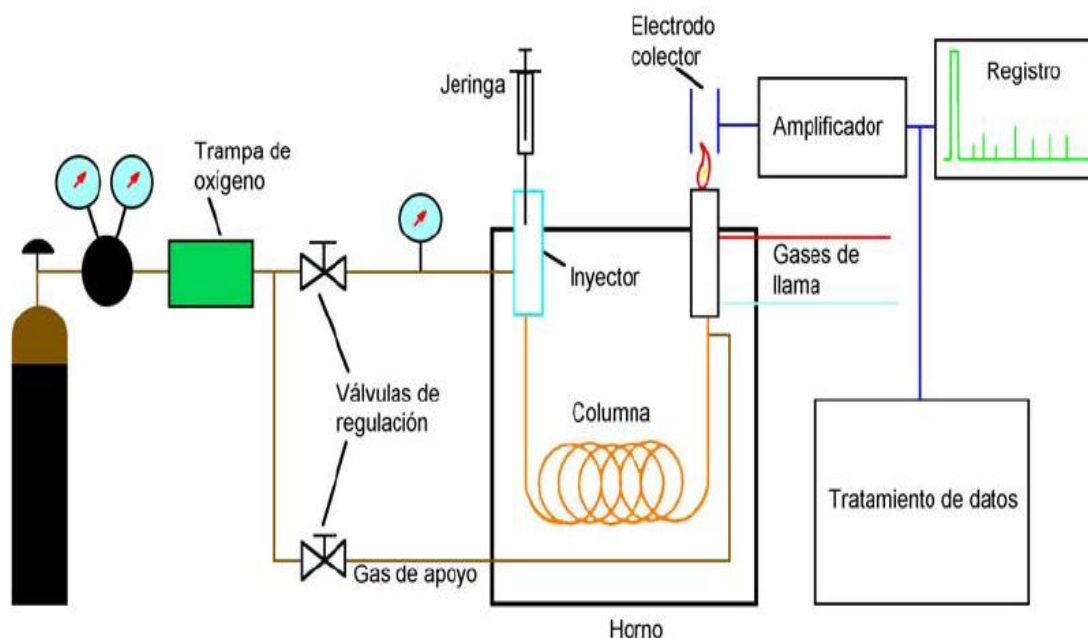 Electrodo
colector
Jeringa
Registro
Amplificador
Trampa de
oxígeno
Gases de
llama
Inyector
Válvulas de
regulación
Columna
Tratamiento de datos
Gas de apoyo
Horno